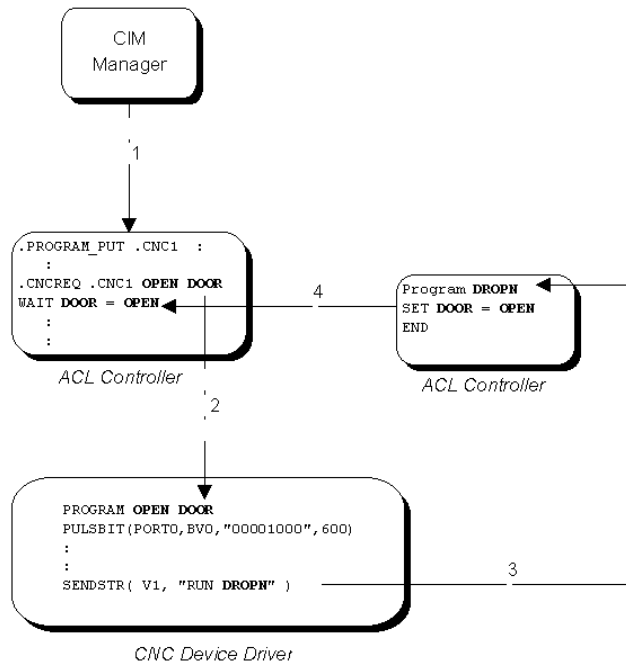 CIM
Manager
1
.PROGRAM_PUT .CNC1 :
:
.CNCREQ .CNC1 OPEN DOOR
WAIT DOOR = OPEN
:
:
ACL Controller
4
Program DROPN
SET DOOR = OPEN
END
ACL Controller
2
PROGRAM OPEN DOOR
PULSBIT(PORT0,BV0,"00001000",600)
:
:
SENDSTR( V1, "RUN DROPN" )
3
CNC Device Driver